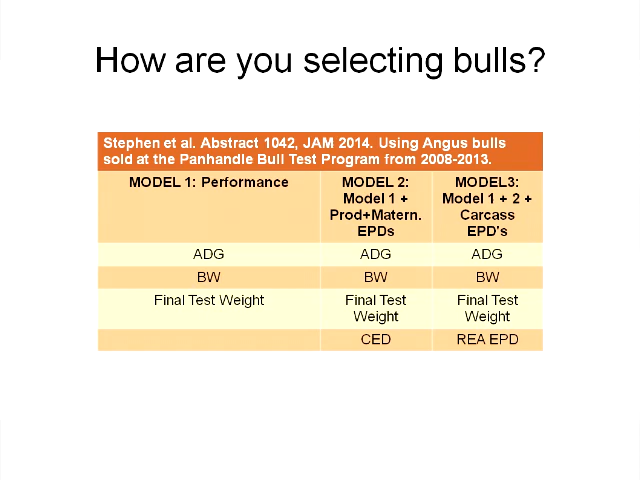 How are you selecting bulls?
Stephen et al. Abstract 1042, JAM 2014. Using Angus bulls
sold at the Panhandle Bull Test Program from 2008-2013.
MODEL 1: Performance
MODEL 2:
Model 1 +
Prod+Matern.
EPDs
MODEL3:
Model 1 + 2 +
Carcass
EPD's
ADG
ADG
ADG
BW
BW
BW
Final Test Weight
Final Test
Weight
Final Test
Weight
CED
REA EPD